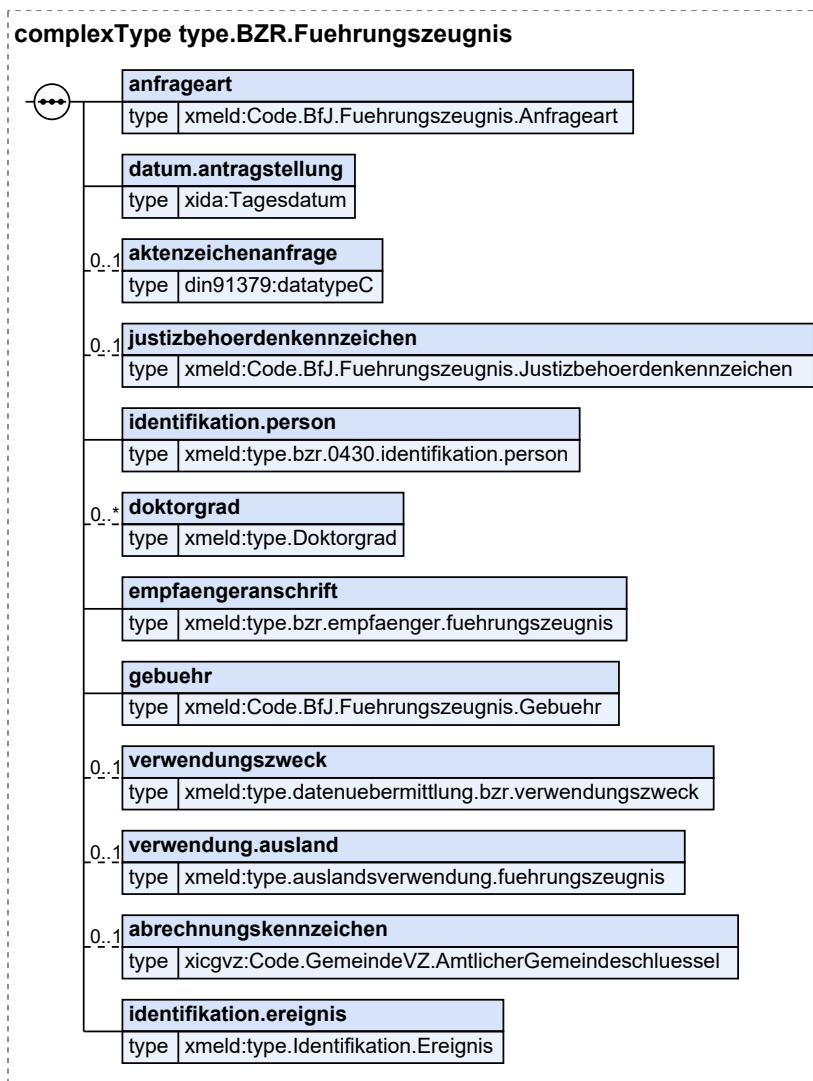 complexType type.BZR.Fuehrungszeugnis
anfrageart
type xmeld:Code.BfJ.Fuehrungszeugnis.Anfrageart
datum.antragstellung
type xida:Tagesdatum
0..1 aktenzeichenanfrage
type din91379:datatypeC
0..1 justizbehoerdenkennzeichen
type xmeld:Code.BfJ.Fuehrungszeugnis.Justizbehoerdenkennzeichen
identifikation.person
type xmeld:type.bzr.0430.identifikation.person
0..* doktorgrad
type xmeld:type.Doktorgrad
empfaengeranschrift
type xmeld:type.bzr.empfaenger.fuehrungszeugnis
gebuehr
type xmeld:Code.BfJ.Fuehrungszeugnis.Gebuehr
0..1 verwendungszweck
type xmeld:type.datenuebermittlung.bzr.verwendungszweck
0..1 verwendung.ausland
type xmeld:type.auslandsverwendung.fuehrungszeugnis
0..1 abrechnungskennzeichen
type xicgvz:Code.GemeindeVZ.AmtlicherGemeindeschluessel
identifikation.ereignis
type xmeld:type.Identifikation.Ereignis